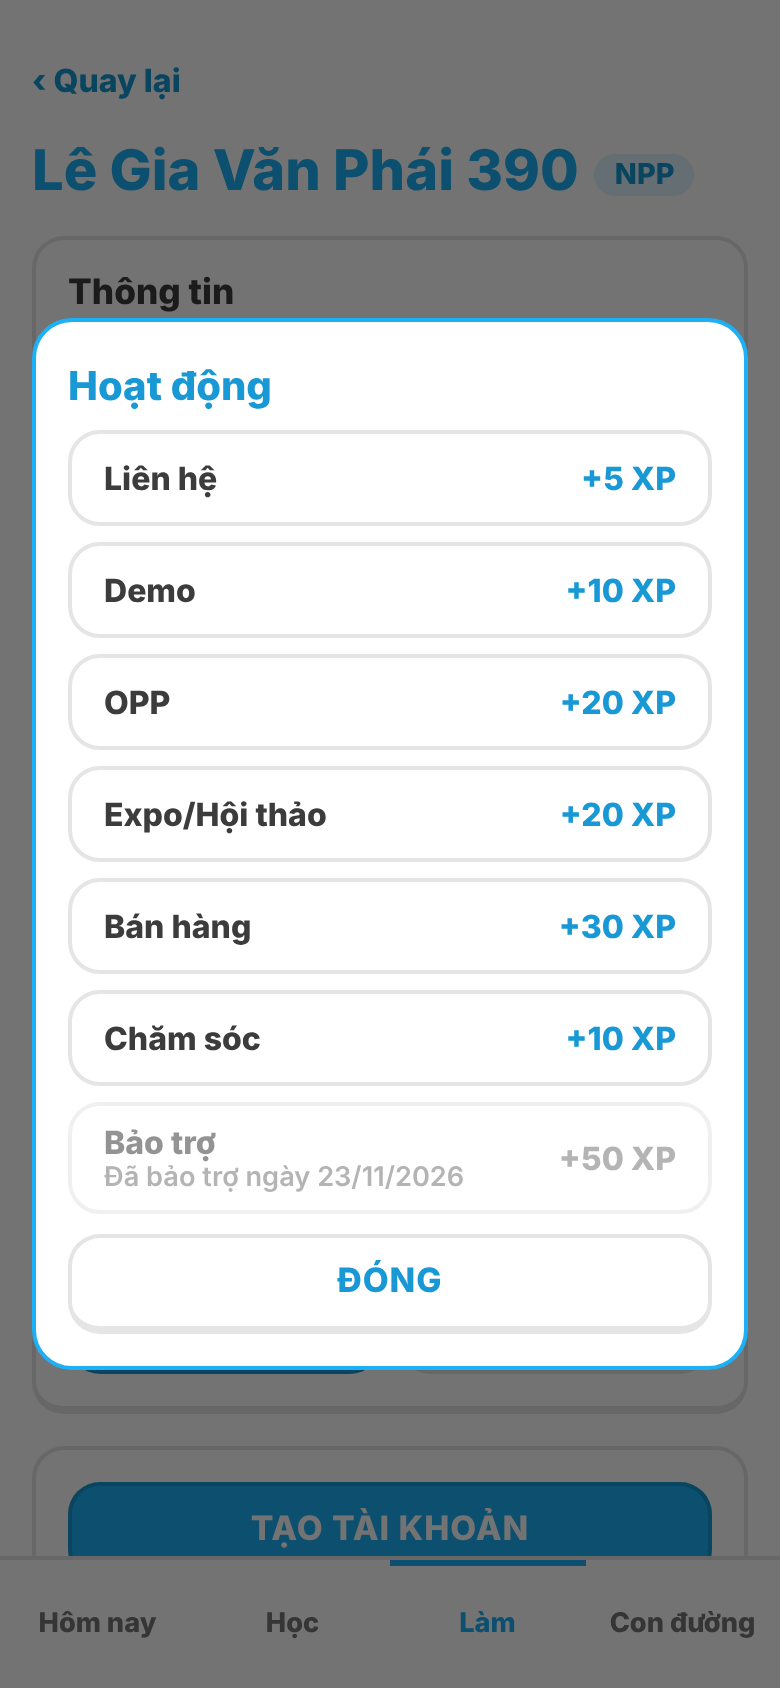 ‹ Quay lại
Lê Gia Văn Phái 390 NPP
Thông tin
Hoạt động
Liên hệ +5 XP
Demo +10 XP
OPP +20 XP
Expo/Hội thảo +20 XP
Bán hàng +30 XP
Chăm sóc +10 XP
Bảo trợ +50 XP
Đã bảo trợ ngày 23/11/2026
ĐÓNG
TẠO TÀI KHOẢN
Hôm nay Học Làm Con đường